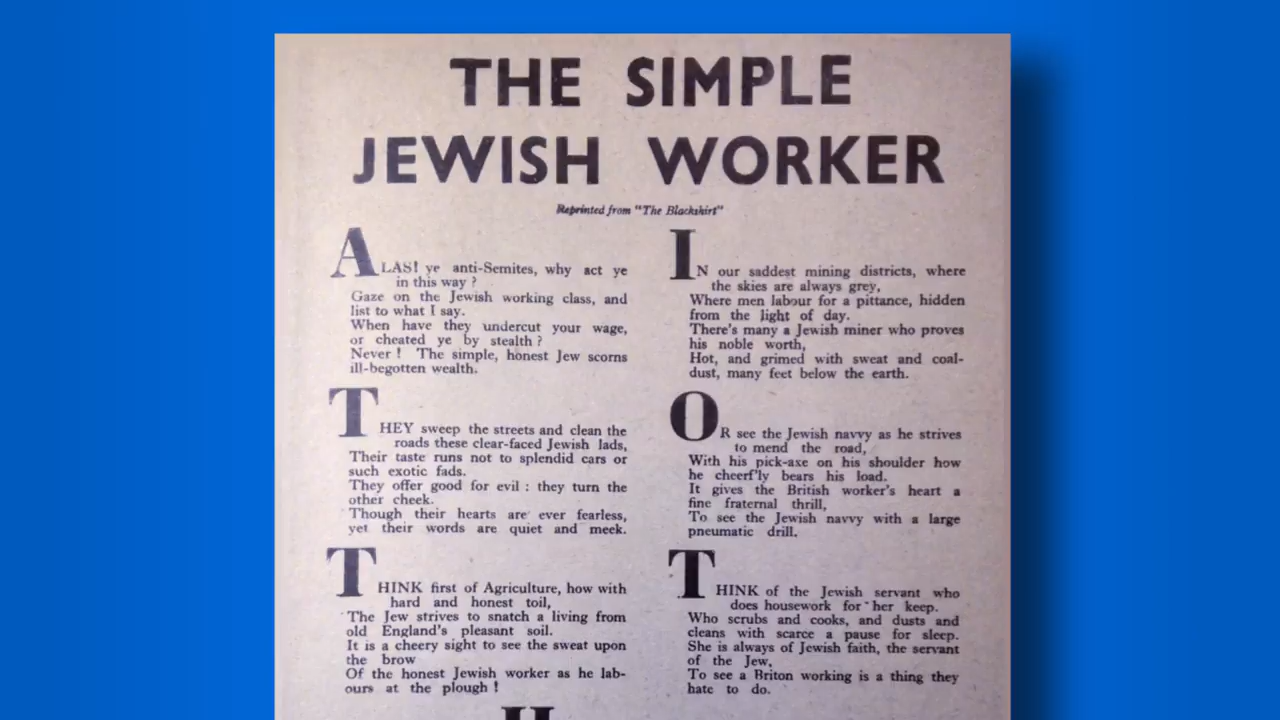 THE SIMPLE
JEWISH WORKER
Reprinted from "The Blackshirt"
ALAS! ye anti-Semites, why act ye
in this way ?
Gaze on the Jewish working class, and
list to what I say.
When have they undercut your wage,
or cheated ye by stealth ?
Never ! The simple, honest Jew scorns
ill-begotten wealth.
THEY sweep the streets and clean the
roads these clear-faced Jewish lads,
Their taste runs not to splendid cars or
such exotic fads.
They offer good for evil : they turn the
other cheek.
Though their hearts are ever fearless,
yet their words are quiet and meek.
THINK first of Agriculture, how with
hard and honest toil,
The Jew strives to snatch a living from
old England's pleasant soil.
It is a cheery sight to see the sweat upon
the brow
Of the honest Jewish worker as he lab-
ours at the plough !
IN our saddest mining districts, where
the skies are always grey,
Where men labour for a pittance, hidden
from the light of day.
There's many a Jewish miner who proves
his noble worth,
Hot, and grimed with sweat and coal-
dust, many feet below the earth.
OR see the Jewish navvy as he strives
to mend the road,
With his pick-axe on his shoulder how
he cheerf'ly bears his load.
It gives the British worker's heart a
fine fraternal thrill,
To see the Jewish navvy with a large
pneumatic drill.
THINK of the Jewish servant who
does housework for her keep.
Who scrubs and cooks, and dusts and
cleans with scarce a pause for sleep.
She is always of Jewish faith, the servant
of the Jew,
To see a Briton working is a thing they
hate to do.